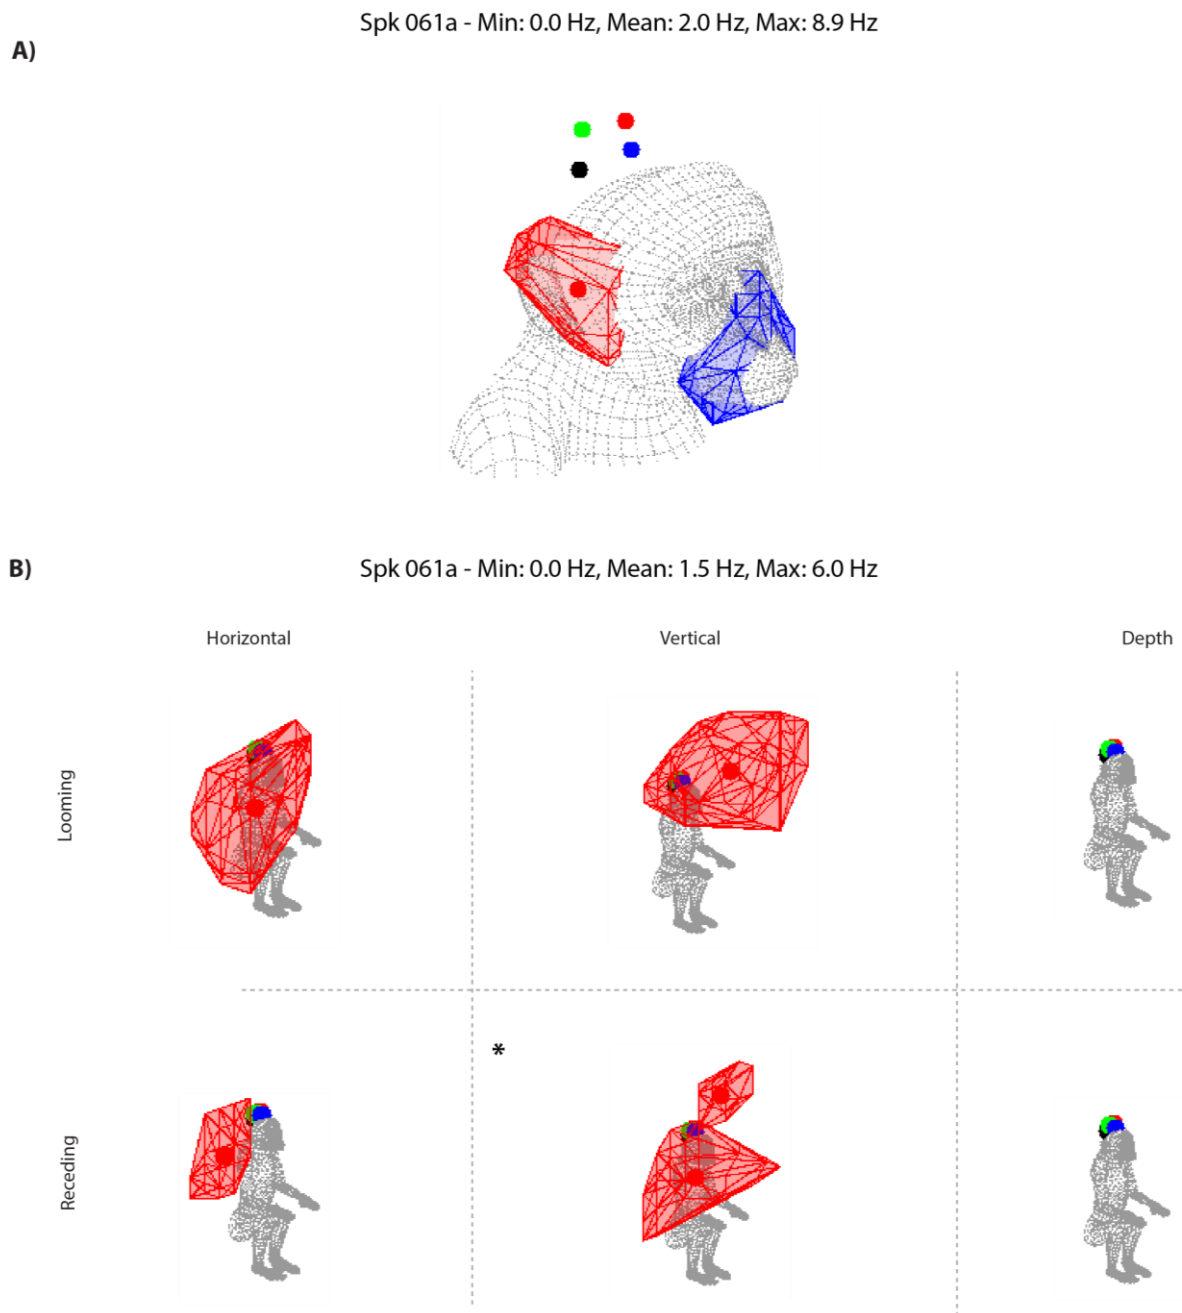 Spk 061a - Min: 0.0 Hz, Mean: 2.0 Hz, Max: 8.9 Hz
A)
B)
Spk 061a - Min: 0.0 Hz, Mean: 1.5 Hz, Max: 6.0 Hz
Horizontal
Vertical
Depth
Looming
*
Receding